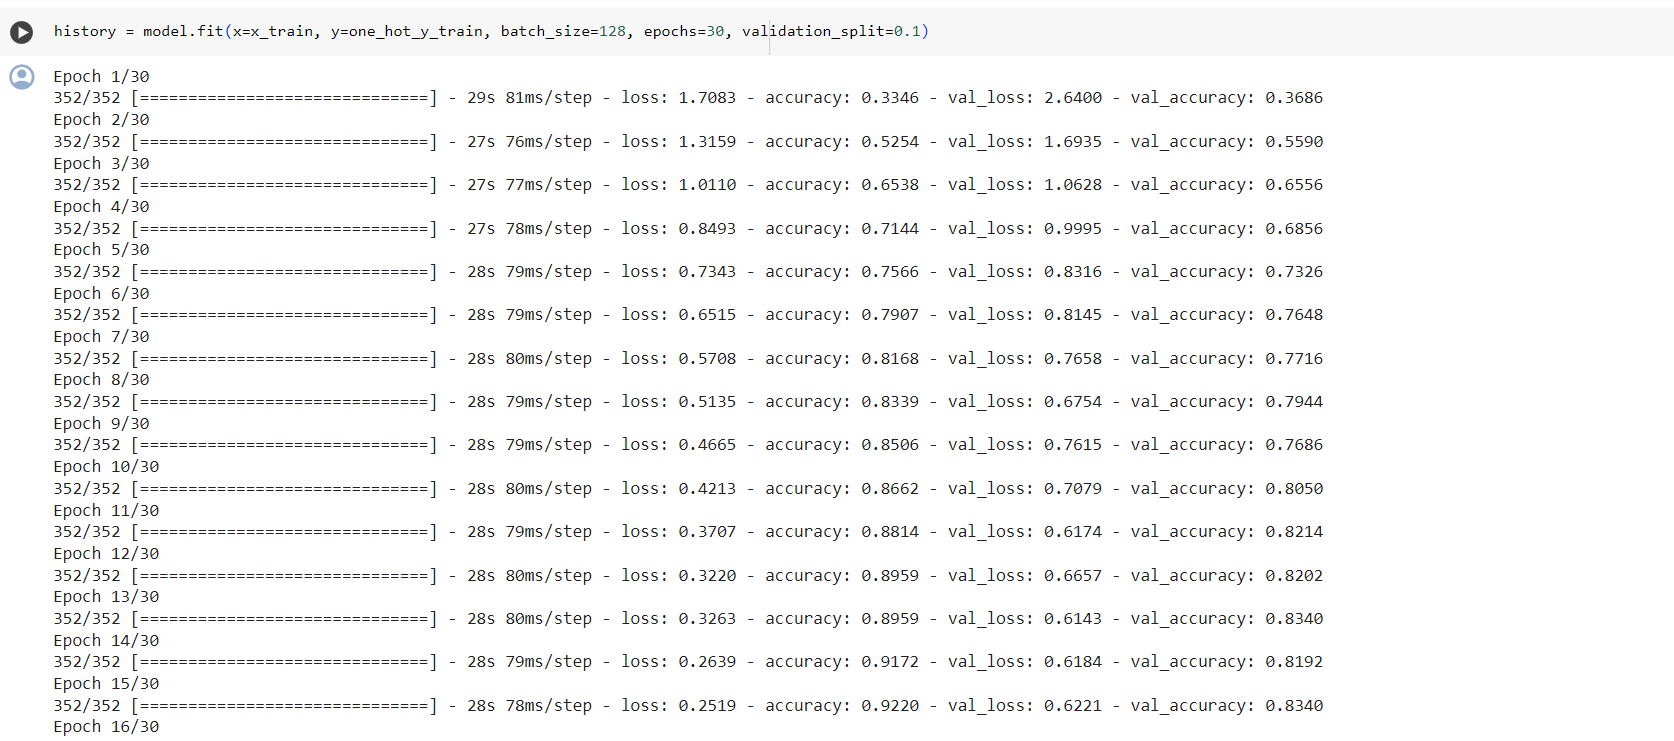 history = model.fit(x=x_train, y=one_hot_y_train, batch_size=128, epochs=30, validation_split=0.1)
Epoch 1/30
352/352 [==============================] - 29s 81ms/step - loss: 1.7083 - accuracy: 0.3346 - val_loss: 2.6400 - val_accuracy: 0.3686
Epoch 2/30
352/352 [==============================] - 27s 76ms/step - loss: 1.3159 - accuracy: 0.5254 - val_loss: 1.6935 - val_accuracy: 0.5590
Epoch 3/30
352/352 [==============================] - 27s 77ms/step - loss: 1.0110 - accuracy: 0.6538 - val_loss: 1.0628 - val_accuracy: 0.6556
Epoch 4/30
352/352 [==============================] - 27s 78ms/step - loss: 0.8493 - accuracy: 0.7144 - val_loss: 0.9995 - val_accuracy: 0.6856
Epoch 5/30
352/352 [==============================] - 28s 79ms/step - loss: 0.7343 - accuracy: 0.7566 - val_loss: 0.8316 - val_accuracy: 0.7326
Epoch 6/30
352/352 [==============================] - 28s 79ms/step - loss: 0.6515 - accuracy: 0.7907 - val_loss: 0.8145 - val_accuracy: 0.7648
Epoch 7/30
352/352 [==============================] - 28s 80ms/step - loss: 0.5708 - accuracy: 0.8168 - val_loss: 0.7658 - val_accuracy: 0.7716
Epoch 8/30
352/352 [==============================] - 28s 79ms/step - loss: 0.5135 - accuracy: 0.8339 - val_loss: 0.6754 - val_accuracy: 0.7944
Epoch 9/30
352/352 [==============================] - 28s 79ms/step - loss: 0.4665 - accuracy: 0.8506 - val_loss: 0.7615 - val_accuracy: 0.7686
Epoch 10/30
352/352 [==============================] - 28s 80ms/step - loss: 0.4213 - accuracy: 0.8662 - val_loss: 0.7079 - val_accuracy: 0.8050
Epoch 11/30
352/352 [==============================] - 28s 79ms/step - loss: 0.3707 - accuracy: 0.8814 - val_loss: 0.6174 - val_accuracy: 0.8214
Epoch 12/30
352/352 [==============================] - 28s 80ms/step - loss: 0.3220 - accuracy: 0.8959 - val_loss: 0.6657 - val_accuracy: 0.8202
Epoch 13/30
352/352 [==============================] - 28s 80ms/step - loss: 0.3263 - accuracy: 0.8959 - val_loss: 0.6143 - val_accuracy: 0.8340
Epoch 14/30
352/352 [==============================] - 28s 79ms/step - loss: 0.2639 - accuracy: 0.9172 - val_loss: 0.6184 - val_accuracy: 0.8192
Epoch 15/30
352/352 [==============================] - 28s 78ms/step - loss: 0.2519 - accuracy: 0.9220 - val_loss: 0.6221 - val_accuracy: 0.8340
Epoch 16/30